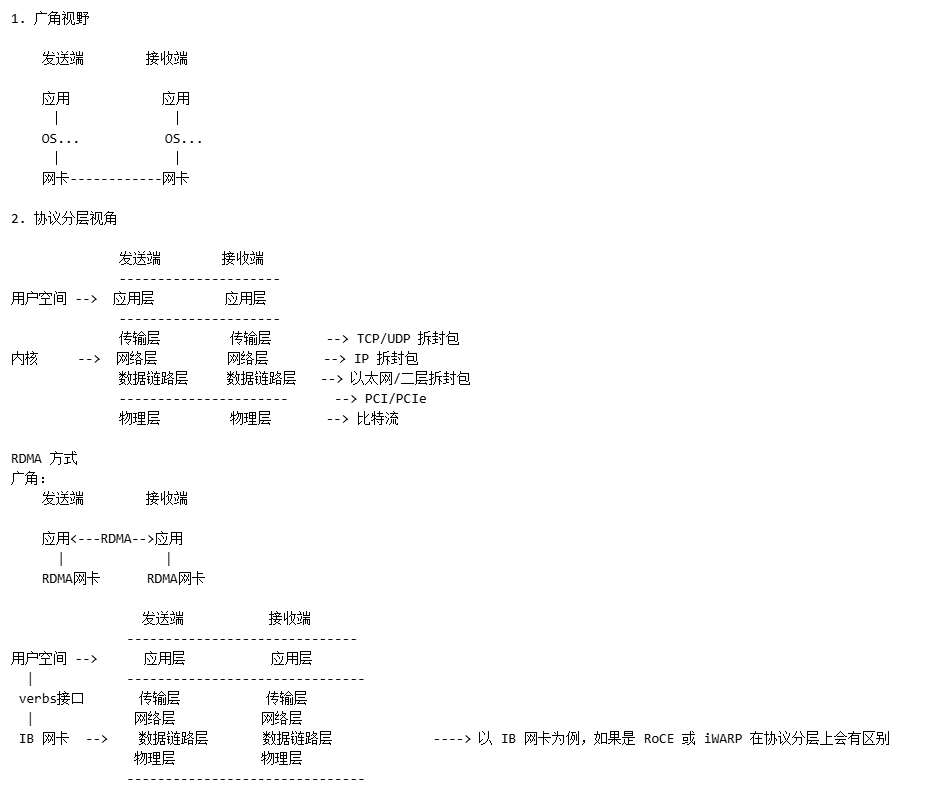 1. 广角视野
发送端 接收端
应用 应用
| |
OS... OS...
| |
网卡------------网卡
2. 协议分层视角
发送端 接收端
---------------------
用户空间 --> 应用层 应用层
---------------------
传输层 传输层 --> TCP/UDP 拆封包
内核 --> 网络层 网络层 --> IP 拆封包
数据链路层 数据链路层 --> 以太网/二层拆封包
---------------------- --> PCI/PCIe
物理层 物理层 --> 比特流
RDMA 方式
广角:
发送端 接收端
应用<---RDMA-->应用
| |
RDMA网卡 RDMA网卡
发送端 接收端
------------------------------
用户空间 --> 应用层 应用层
| -------------------------------
verbs接口 传输层 传输层
| 网络层 网络层
IB 网卡 --> 数据链路层 数据链路层 ----> 以 IB 网卡为例，如果是 RoCE 或 iWARP 在协议分层上会有区别
物理层 物理层
-------------------------------